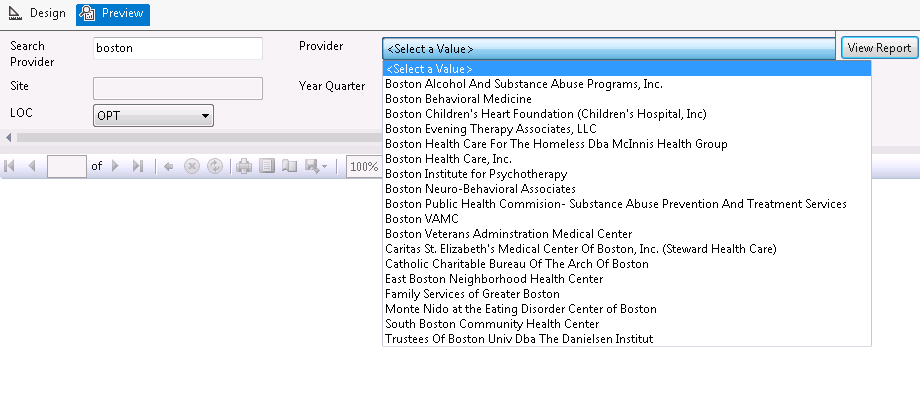 Design Preview
Search Provider
boston
Provider
<Select a Value>
View Report
Site
Year Quarter
LOC
OPT
of
100%
<Select a Value>
Boston Alcohol And Substance Abuse Programs, Inc.
Boston Behavioral Medicine
Boston Children's Heart Foundation (Children's Hospital, Inc)
Boston Evening Therapy Associates, LLC
Boston Health Care For The Homeless Dba McInnis Health Group
Boston Health Care, Inc.
Boston Institute for Psychotherapy
Boston Neuro-Behavioral Associates
Boston Public Health Commision- Substance Abuse Prevention And Treatment Services
Boston VAMC
Boston Veterans Adminstration Medical Center
Caritas St. Elizabeth's Medical Center Of Boston, Inc. (Steward Health Care)
Catholic Charitable Bureau Of The Arch Of Boston
East Boston Neighborhood Health Center
Family Services of Greater Boston
Monte Nido at the Eating Disorder Center of Boston
South Boston Community Health Center
Trustees Of Boston Univ Dba The Danielsen Institut